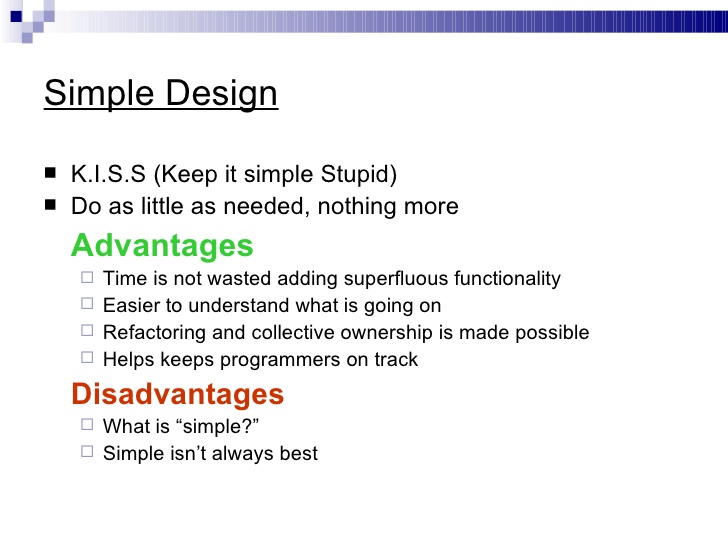 Simple Design
K.I.S.S (Keep it simple Stupid)
Do as little as needed, nothing more
Advantages
Time is not wasted adding superfluous functionality
Easier to understand what is going on
Refactoring and collective ownership is made possible
Helps keeps programmers on track
Disadvantages
What is “simple?”
Simple isn’t always best